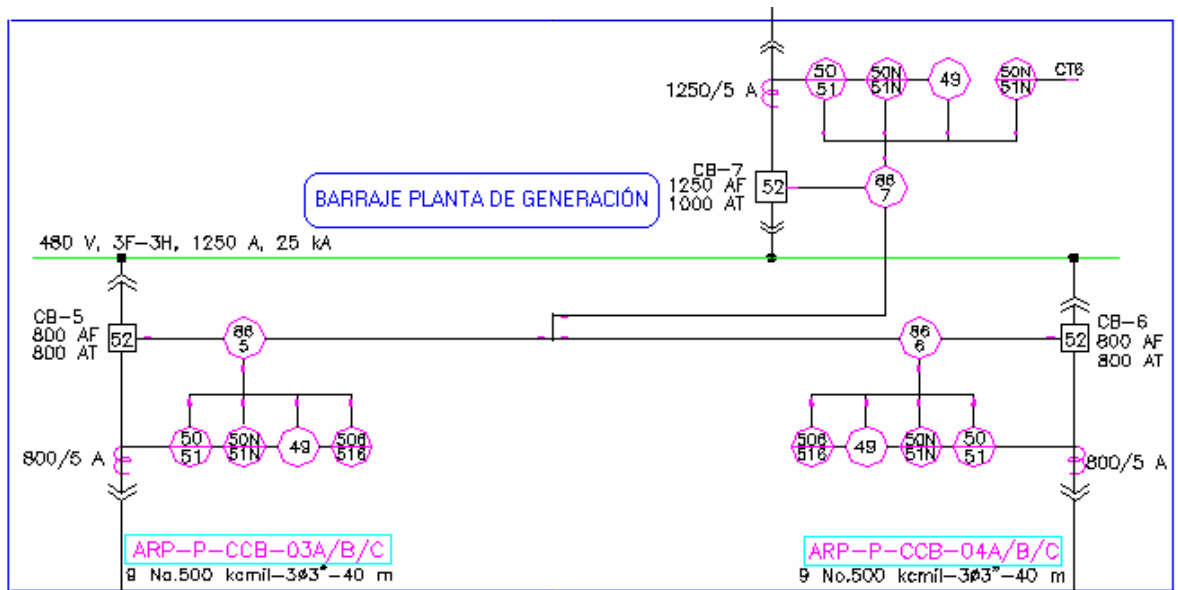 50
51
50N
51N
49
50N
51N
CT6
1250/5 A
CB-7
1250 AF
1000 AT
52
86
7
BARRAJE PLANTA DE GENERACIÓN
480 V, 3F-3H, 1250 A, 25 kA
CB-5
800 AF
800 AT
52
86
5
86
6
52
CB-6
800 AF
800 AT
800/5 A
50
51
50N
51N
49
50G
51G
50G
51G
49
50N
51N
50
51
800/5 A
ARP-P-CCB-03A/B/C
9 No.500 kcmil-3ø3"-40 m
ARP-P-CCB-04A/B/C
9 No.500 kcmil-3ø3"-40 m